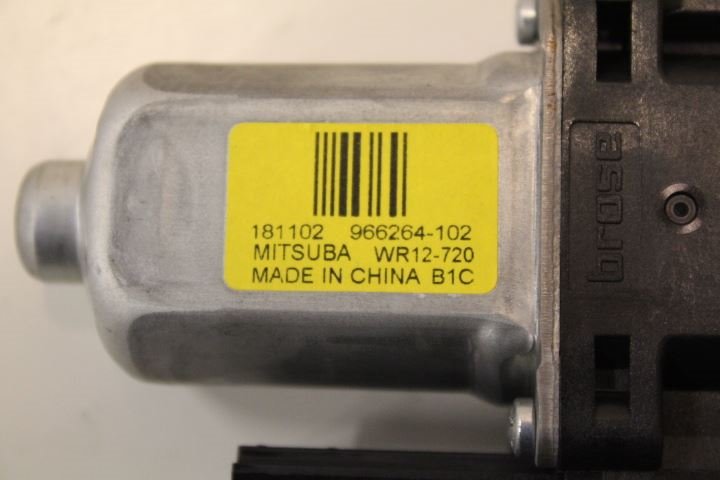 181102 966264-102
MITSUBA WR12-720
MADE IN CHINA B1C
brose